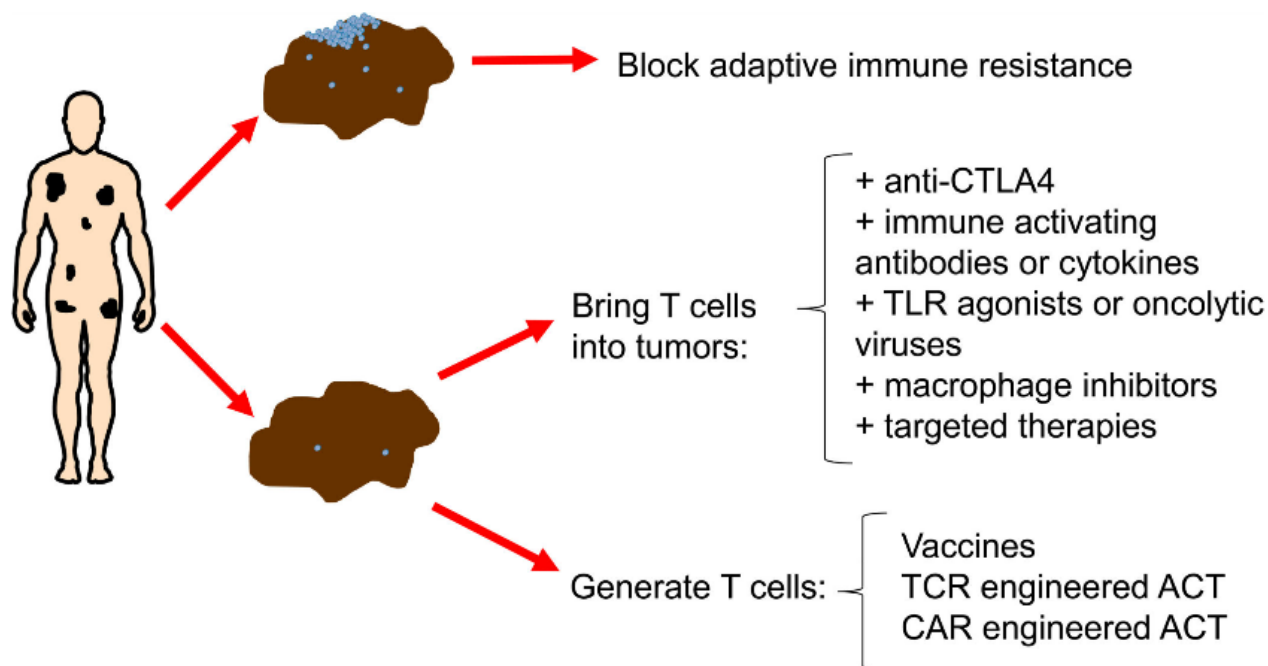 Block adaptive immune resistance
Bring T cells
into tumors:
+ anti-CTLA4
+ immune activating
antibodies or cytokines
+ TLR agonists or oncolytic
viruses
+ macrophage inhibitors
+ targeted therapies
Generate T cells:
Vaccines
TCR engineered ACT
CAR engineered ACT